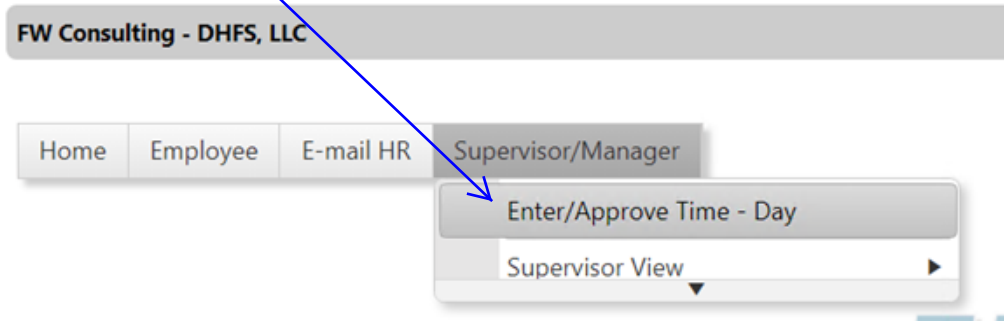 FW Consulting - DHFS, LLC
Home Employee E-mail HR Supervisor/Manager
Enter/Approve Time - Day
Supervisor View